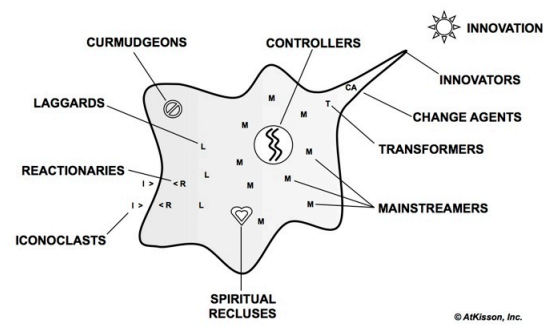 INNOVATION
CURMUDGEONS
CONTROLLERS
INNOVATORS
CA
LAGGARDS
M
T
M
CHANGE AGENTS
M
L
M
TRANSFORMERS
M
REACTIONARIES
L
M
I >
< R
M
I >
< R
L
M
MAINSTREAMERS
M
ICONOCLASTS
SPIRITUAL
RECLUSES
© AtKisson, Inc.